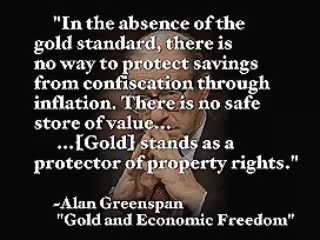 "In the absence of the
gold standard, there is
no way to protect savings
from confiscation through
inflation. There is no safe
store of value...
...[Gold] stands as a
protector of property rights."
~Alan Greenspan
"Gold and Economic Freedom"